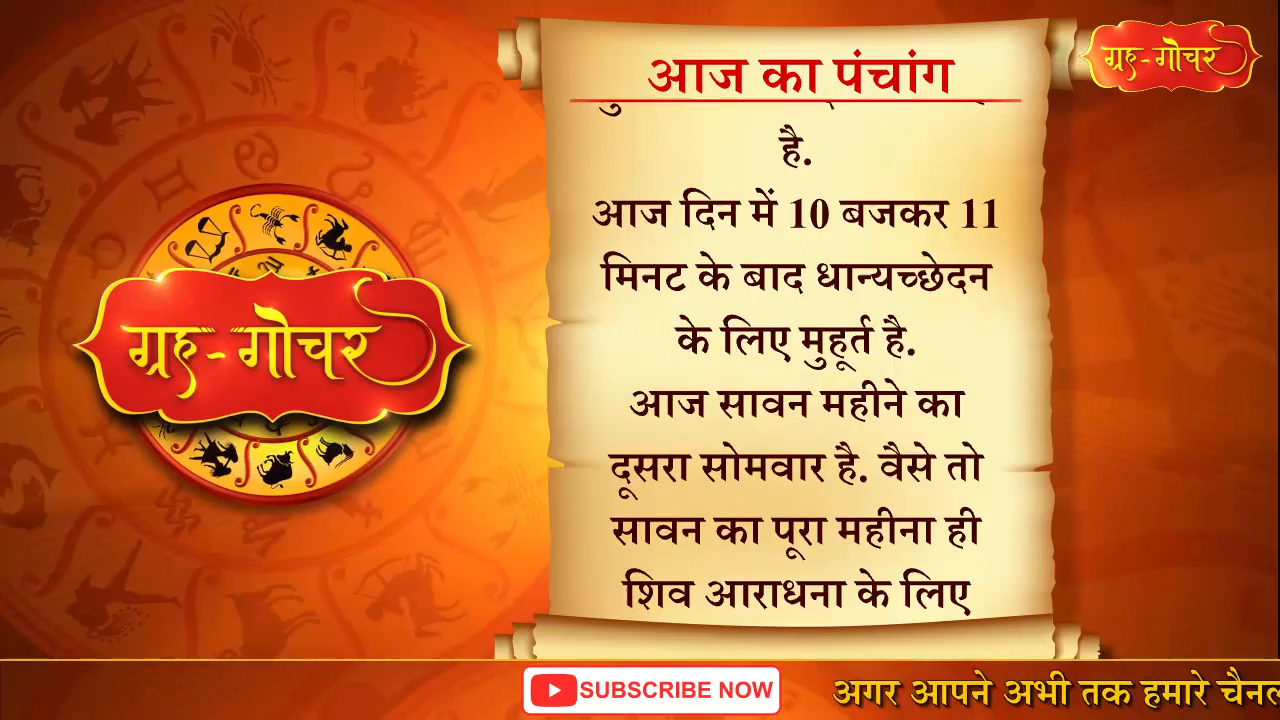 ग्रह-गोचर
आज का पंचांग
है.
आज दिन में 10 बजकर 11
मिनट के बाद धान्यच्छेदन
के लिए मुहूर्त है.
आज सावन महीने का
दूसरा सोमवार है. वैसे तो
सावन का पूरा महीना ही
शिव आराधना के लिए
ग्रह-गोचर
SUBSCRIBE NOW
अगर आपने अभी तक हमारे चैनल